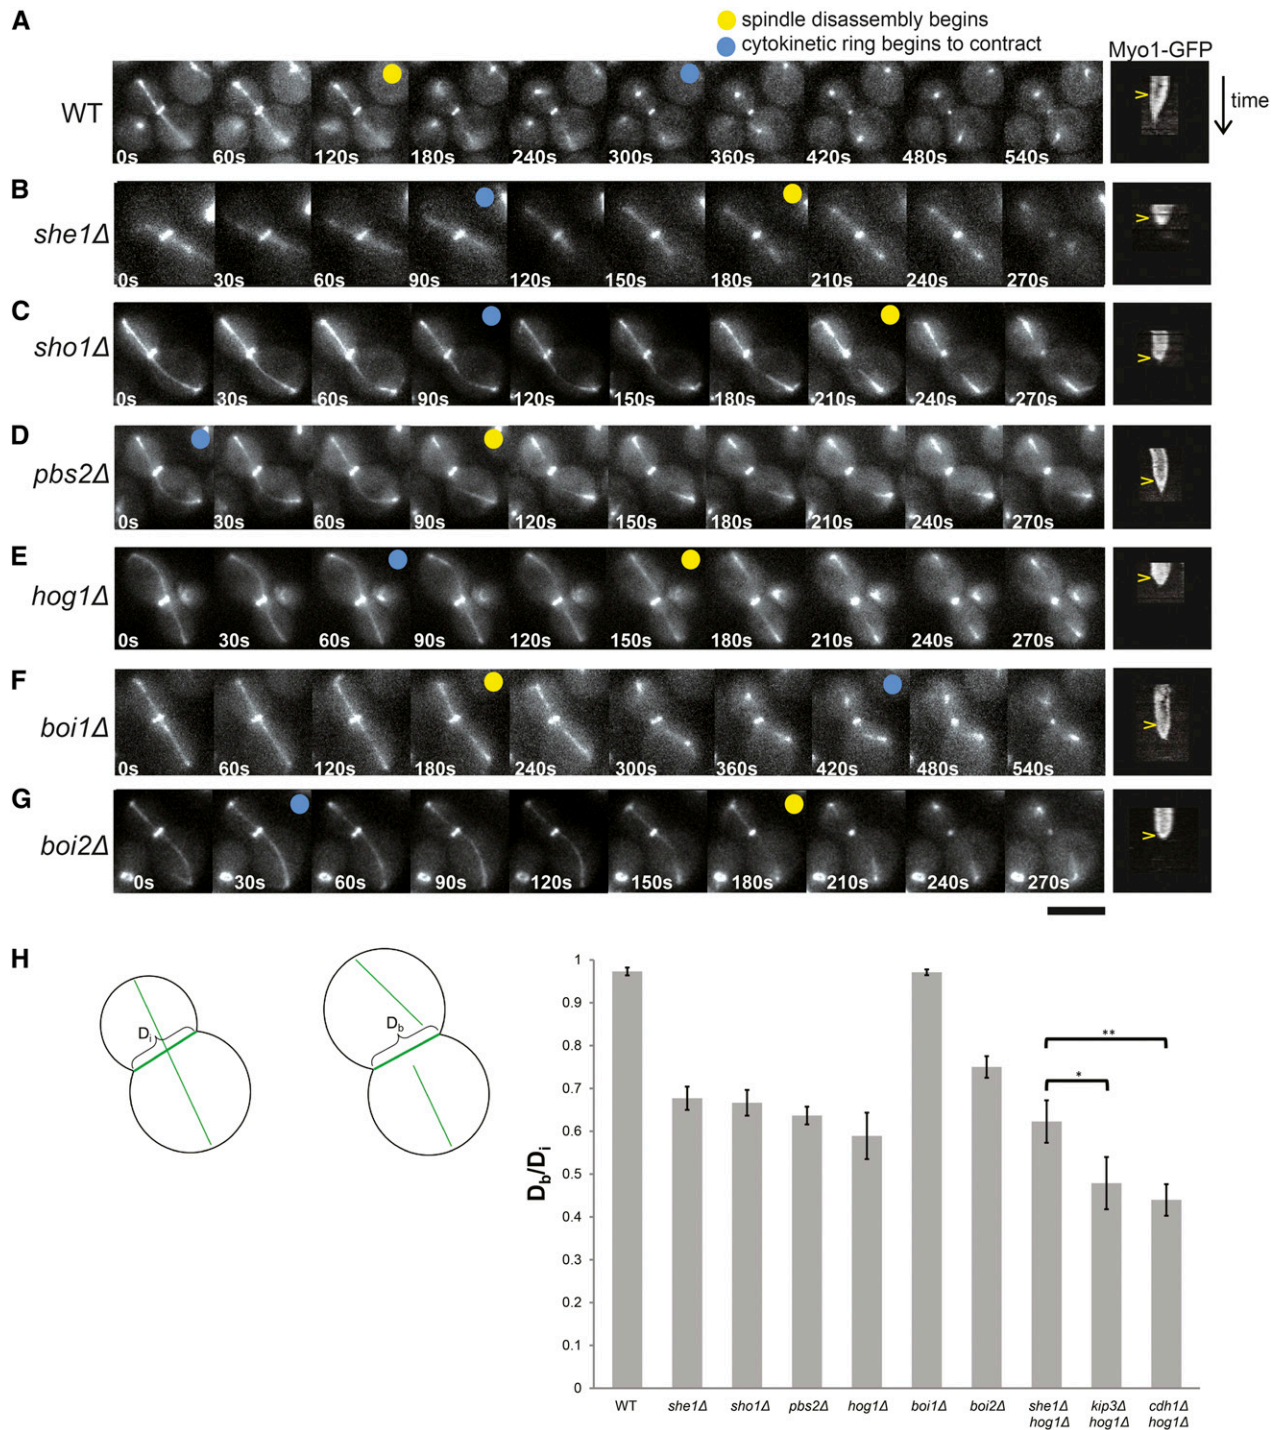 A
spindle disassembly begins
cytokinetic ring begins to contract
Myo1-GFP
WT
0s 60s 120s 180s 240s 300s 360s 420s 480s 540s
> time
B
she1Δ
0s 30s 60s 90s 120s 150s 180s 210s 240s 270s
>
C
sho1Δ
0s 30s 60s 90s 120s 150s 180s 210s 240s 270s
>
D
pbs2Δ
0s 30s 60s 90s 120s 150s 180s 210s 240s 270s
>
E
hog1Δ
0s 30s 60s 90s 120s 150s 180s 210s 240s 270s
>
F
boi1Δ
0s 60s 120s 180s 240s 300s 360s 420s 480s 540s
>
G
boi2Δ
0s 30s 60s 90s 120s 150s 180s 210s 240s 270s
>
H
Di
Db
Db/Di
1
0.9
0.8
0.7
0.6
0.5
0.4
0.3
0.2
0.1
0
**
*
WT she1Δ sho1Δ pbs2Δ hog1Δ boi1Δ boi2Δ she1Δ kip3Δ cdh1Δ
hog1Δ hog1Δ hog1Δ